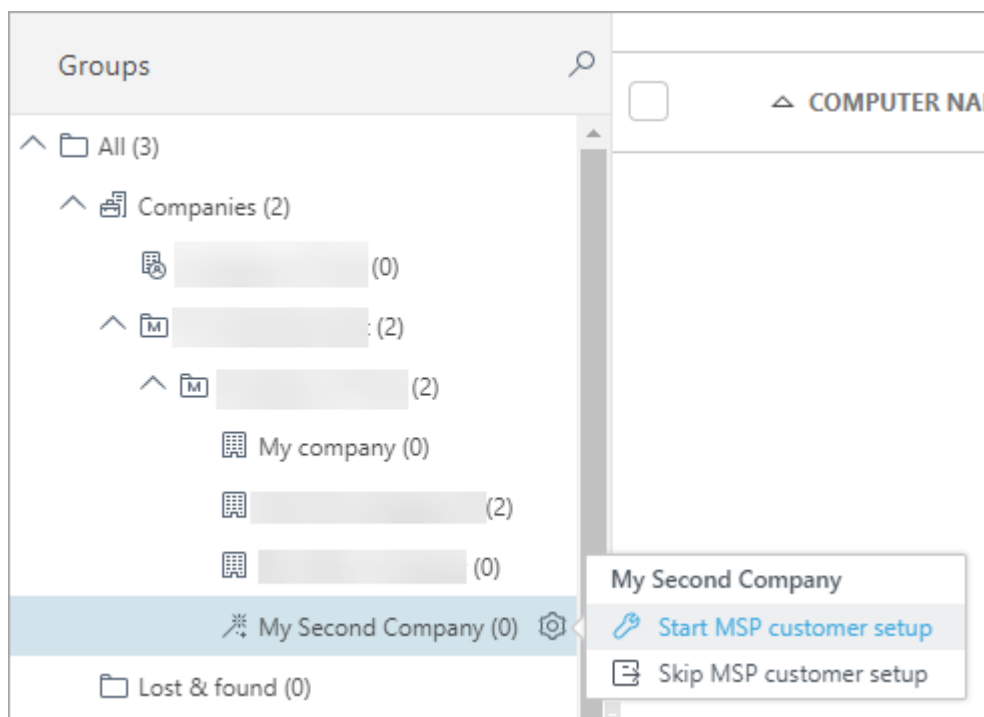 Groups
COMPUTER NA
All (3)
Companies (2)
(0)
: (2)
(2)
My company (0)
(2)
(0)
My Second Company
My Second Company (0)
Start MSP customer setup
Skip MSP customer setup
Lost & found (0)